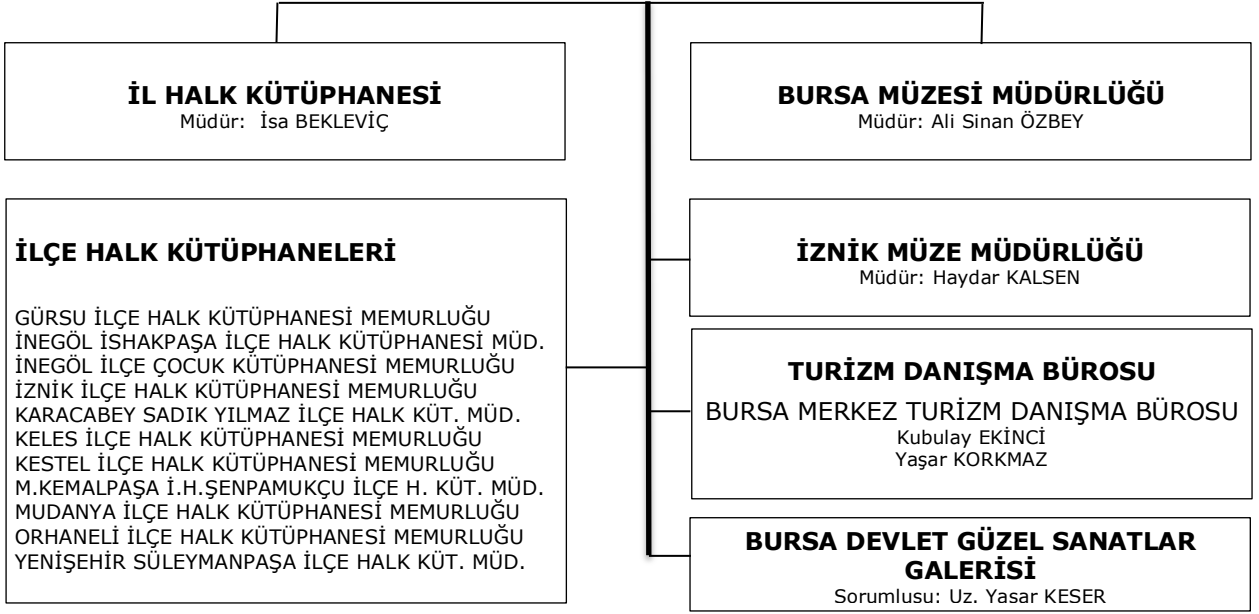 İL HALK KÜTÜPHANESİ
Müdür: İsa BEKLEVİÇ
BURSA MÜZESİ MÜDÜRLÜĞÜ
Müdür: Ali Sinan ÖZBEY
İLÇE HALK KÜTÜPHANELERİ
GÜRSU İLÇE HALK KÜTÜPHANESİ MEMURLUĞU
İNEGÖL İSHAKPAŞA İLÇE HALK KÜTÜPHANESİ MÜD.
İNEGÖL İLÇE ÇOCUK KÜTÜPHANESİ MEMURLUĞU
İZNİK İLÇE HALK KÜTÜPHANESİ MEMURLUĞU
KARACABEY SADIK YILMAZ İLÇE HALK KÜT. MÜD.
KELES İLÇE HALK KÜTÜPHANESİ MEMURLUĞU
KESTEL İLÇE HALK KÜTÜPHANESİ MEMURLUĞU
M.KEMALPAŞA İ.H.ŞENPAMUKÇU İLÇE H. KÜT. MÜD.
MUDANYA İLÇE HALK KÜTÜPHANESİ MEMURLUĞU
ORHANELİ İLÇE HALK KÜTÜPHANESİ MEMURLUĞU
YENİŞEHİR SÜLEYMANPAŞA İLÇE HALK KÜT. MÜD.
İZNİK MÜZE MÜDÜRLÜĞÜ
Müdür: Haydar KALSEN
TURİZM DANIŞMA BÜROSU
BURSA MERKEZ TURİZM DANIŞMA BÜROSU
Kubulay EKİNCİ
Yaşar KORKMAZ
BURSA DEVLET GÜZEL SANATLAR
GALERİSİ
Sorumlusu: Uz. Yasar KESER